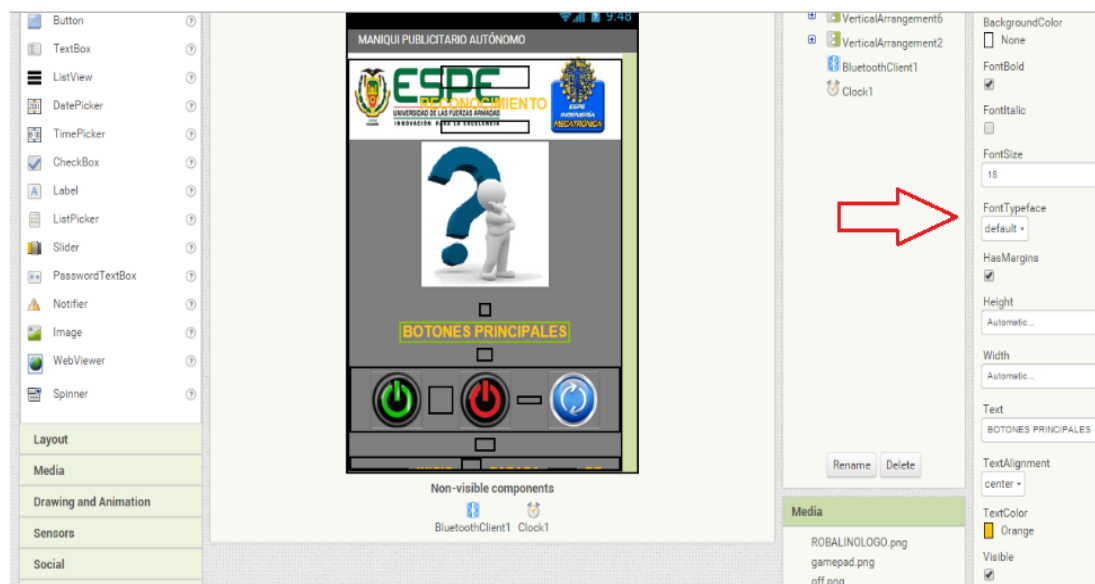 Button
TextBox
ListView
DatePicker
TimePicker
CheckBox
Label
ListPicker
Slider
PasswordTextBox
Notifier
Image
WebViewer
Spinner
Layout
Media
Drawing and Animation
Sensors
Social
9:48
MANIQUI PUBLICITARIO AUTÓNOMO
ESPE
UNIVERSIDAD DE LAS FUERZAS ARMADAS
INNOVACIÓN PARA LA EXCELENCIA
RECONOCIMIENTO
ESPE
INGENIERÍA
MECATRÓNICA
BOTONES PRINCIPALES
Non-visible components
BluetoothClient1 Clock1
VerticalArrangement6
VerticalArrangement2
BluetoothClient1
Clock1
Rename Delete
Media
ROBALINOLOGO.png
gamepad.png
off.png
BackgroundColor
None
FontBold
FontItalic
FontSize
18
FontTypeface
default
HasMargins
Height
Automatic...
Width
Automatic...
Text
BOTONES PRINCIPALES
TextAlignment
center
TextColor
Orange
Visible